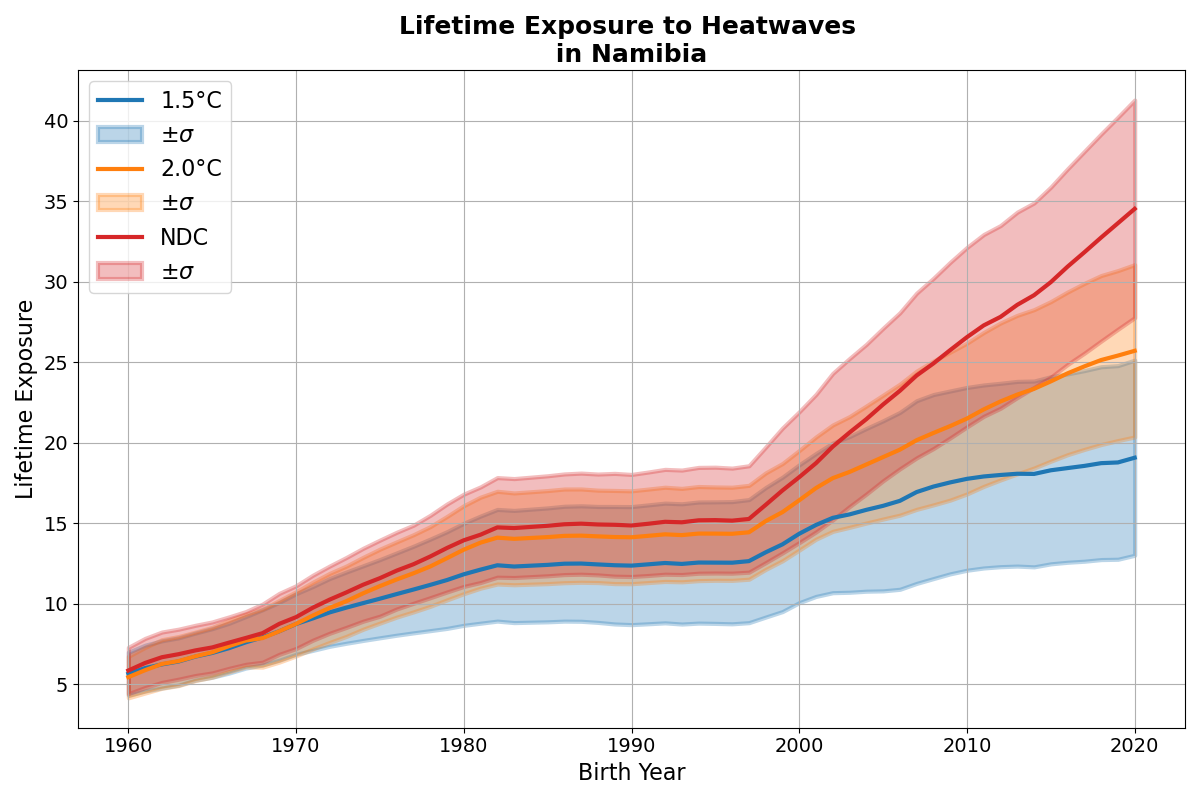 Lifetime Exposure to Heatwaves
in Namibia
1.5°C
±σ
2.0°C
±σ
NDC
±σ
Lifetime Exposure
40
35
30
25
20
15
10
5
1960 1970 1980 1990 2000 2010 2020
Birth Year